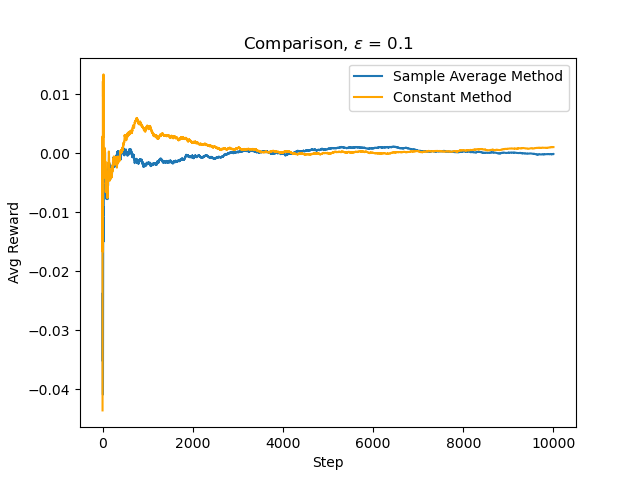 Comparison, ε = 0.1
Sample Average Method
Constant Method
Avg Reward
0.01
0.00
−0.01
−0.02
−0.03
−0.04
0 2000 4000 6000 8000 10000
Step